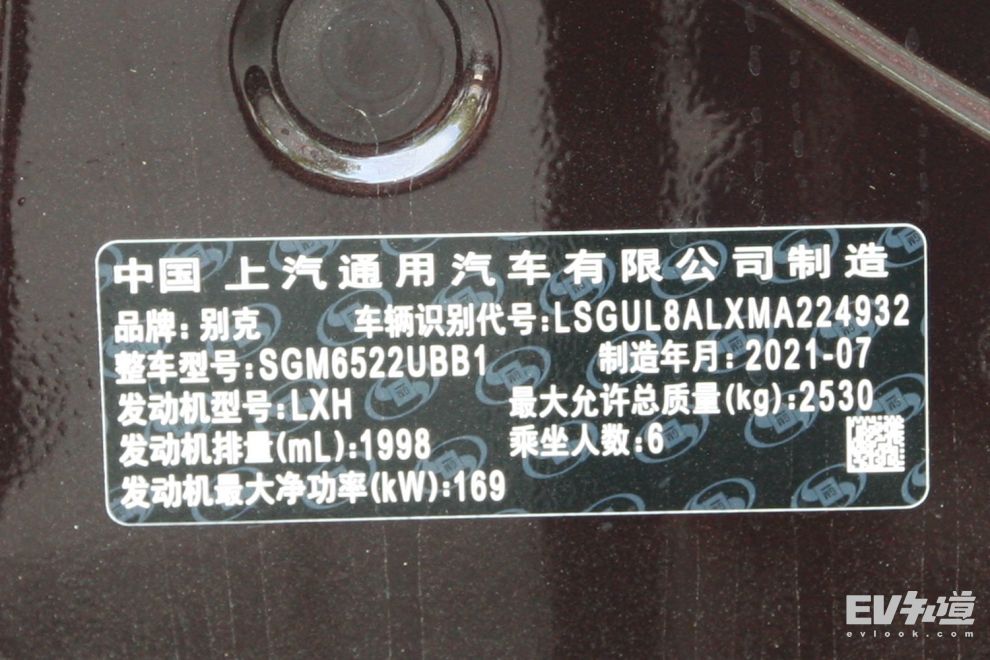 中国 上汽通用汽车有限公司制造
品牌: 别克 车辆识别代号:LSGUL8ALXMA224932
整车型号:SGM6522UBB1 制造年月: 2021-07
发动机型号:LXH 最大允许总质量(kg):2530
发动机排量(mL):1998 乘坐人数:6
发动机最大净功率(kW):169
EV知道
evlook.com